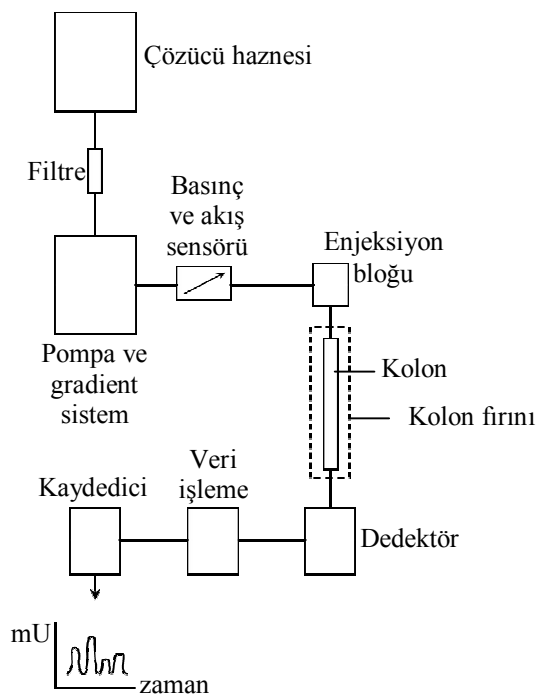 Çözücü haznesi
Filtre
Basınç
ve akış
sensörü
Enjeksiyon
bloğu
Pompa ve
gradient
sistem
Kolon
Kolon fırını
Veri
işleme
Kaydedici
Dedektör
mU
zaman